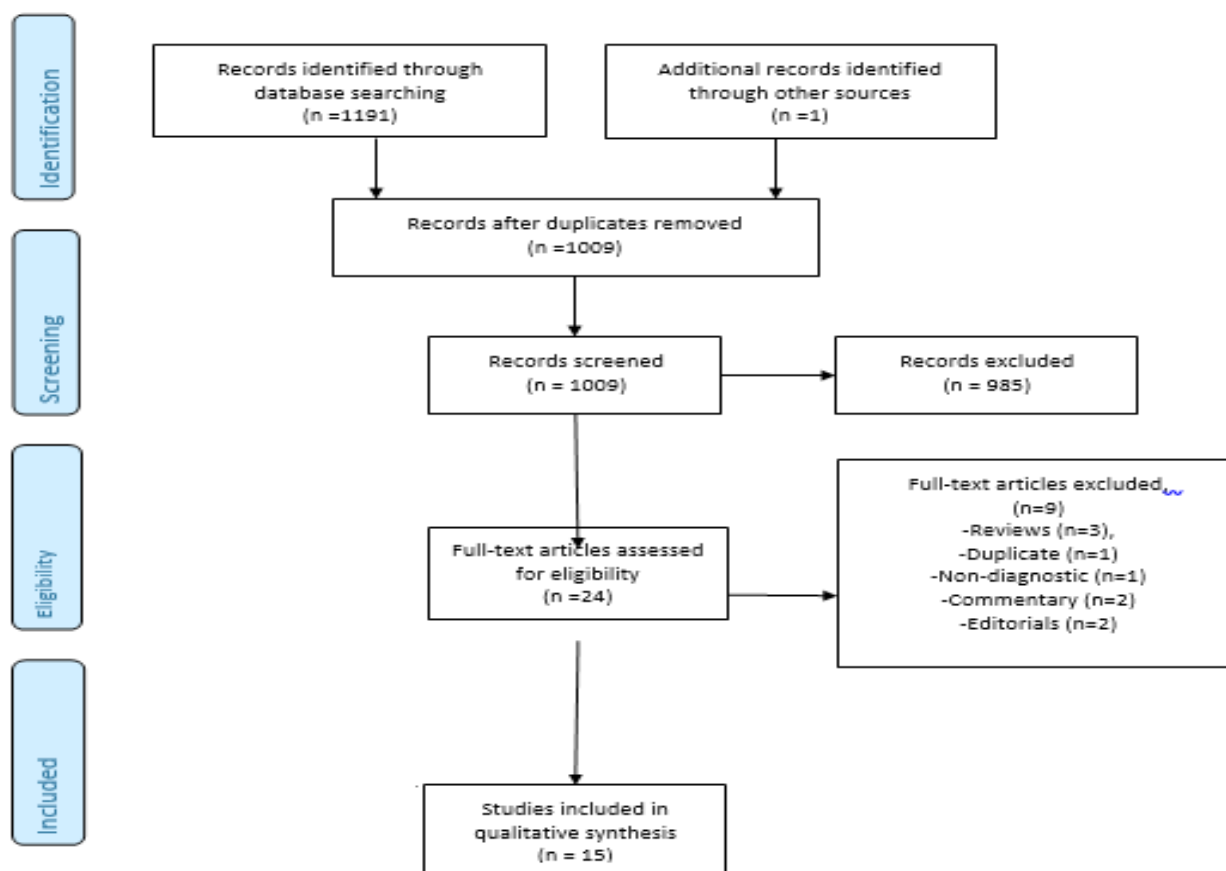 Identification
Records identified through
database searching
(n =1191)
Additional records identified
through other sources
(n =1)
Records after duplicates removed
(n =1009)
Screening
Records screened
(n = 1009)
Records excluded
(n = 985)
Eligibility
Full-text articles assessed
for eligibility
(n =24)
Full-text articles excluded,
(n=9)
-Reviews (n=3),
-Duplicate (n=1)
-Non-diagnostic (n=1)
-Commentary (n=2)
-Editorials (n=2)
Included
Studies included in
qualitative synthesis
(n = 15)